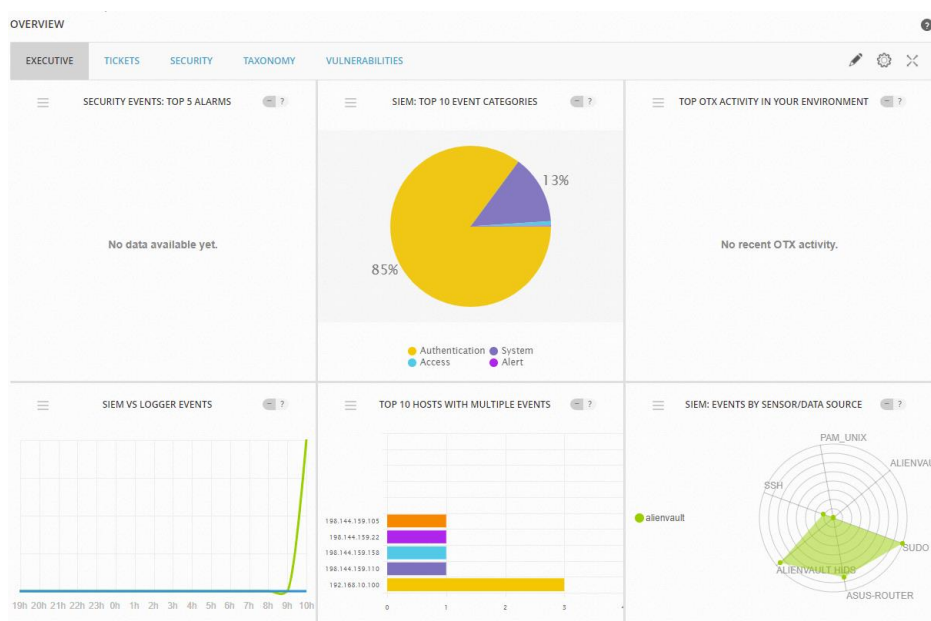 OVERVIEW
?
EXECUTIVE TICKETS SECURITY TAXONOMY VULNERABILITIES
SECURITY EVENTS: TOP 5 ALARMS − ?
No data available yet.
SIEM: TOP 10 EVENT CATEGORIES − ?
13%
85%
Authentication System
Access Alert
TOP OTX ACTIVITY IN YOUR ENVIRONMENT − ?
No recent OTX activity.
SIEM VS LOGGER EVENTS − ?
19h 20h 21h 22h 23h 0h 1h 2h 3h 4h 5h 6h 7h 8h 9h 10h
TOP 10 HOSTS WITH MULTIPLE EVENTS − ?
198.144.159.105
198.144.159.22
198.144.159.158
198.144.159.110
192.168.10.100
0 1 2 3
SIEM: EVENTS BY SENSOR/DATA SOURCE − ?
PAM_UNIX
ALIENVAU
SSH
alienvault
SUDO
ALIENVAULT HIDS
ASUS-ROUTER